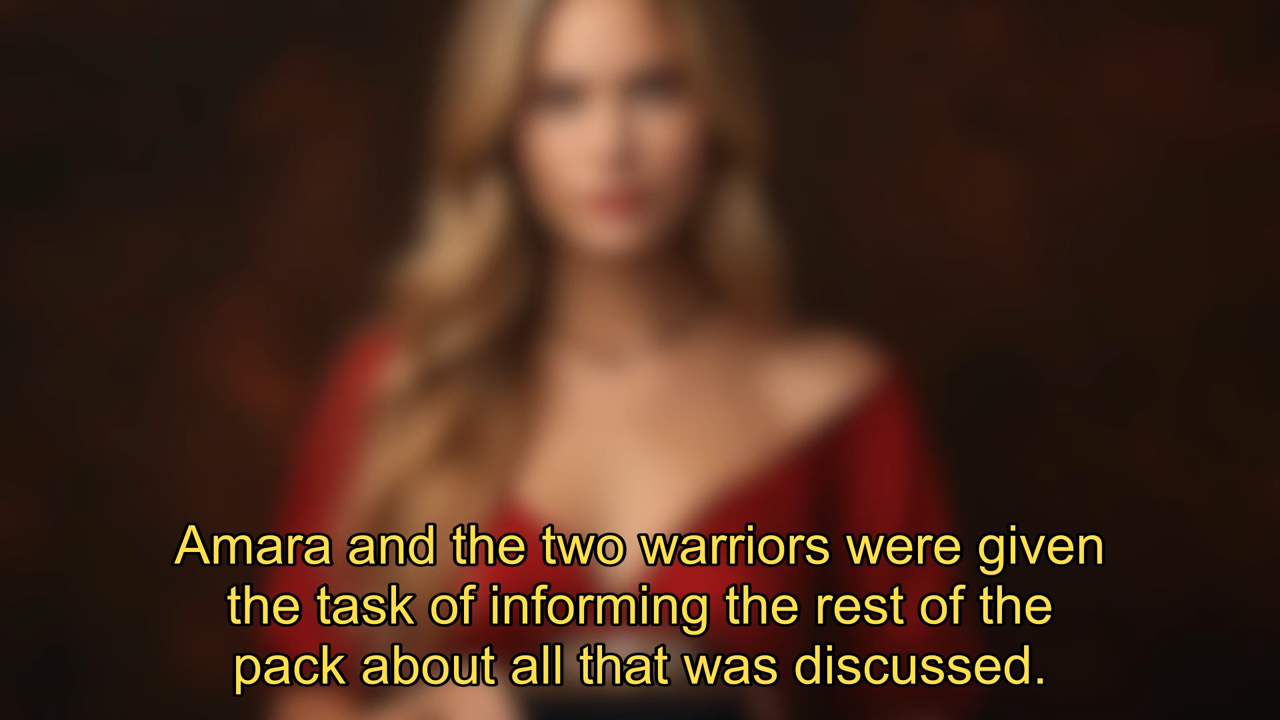 Amara and the two warriors were given
the task of informing the rest of the
pack about all that was discussed.